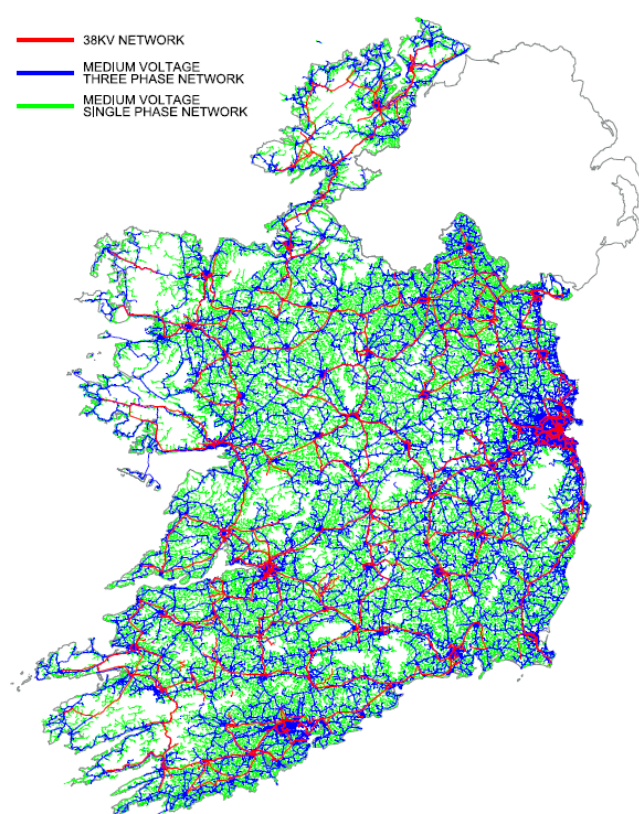 38KV NETWORK
MEDIUM VOLTAGE
THREE PHASE NETWORK
MEDIUM VOLTAGE
SINGLE PHASE NETWORK